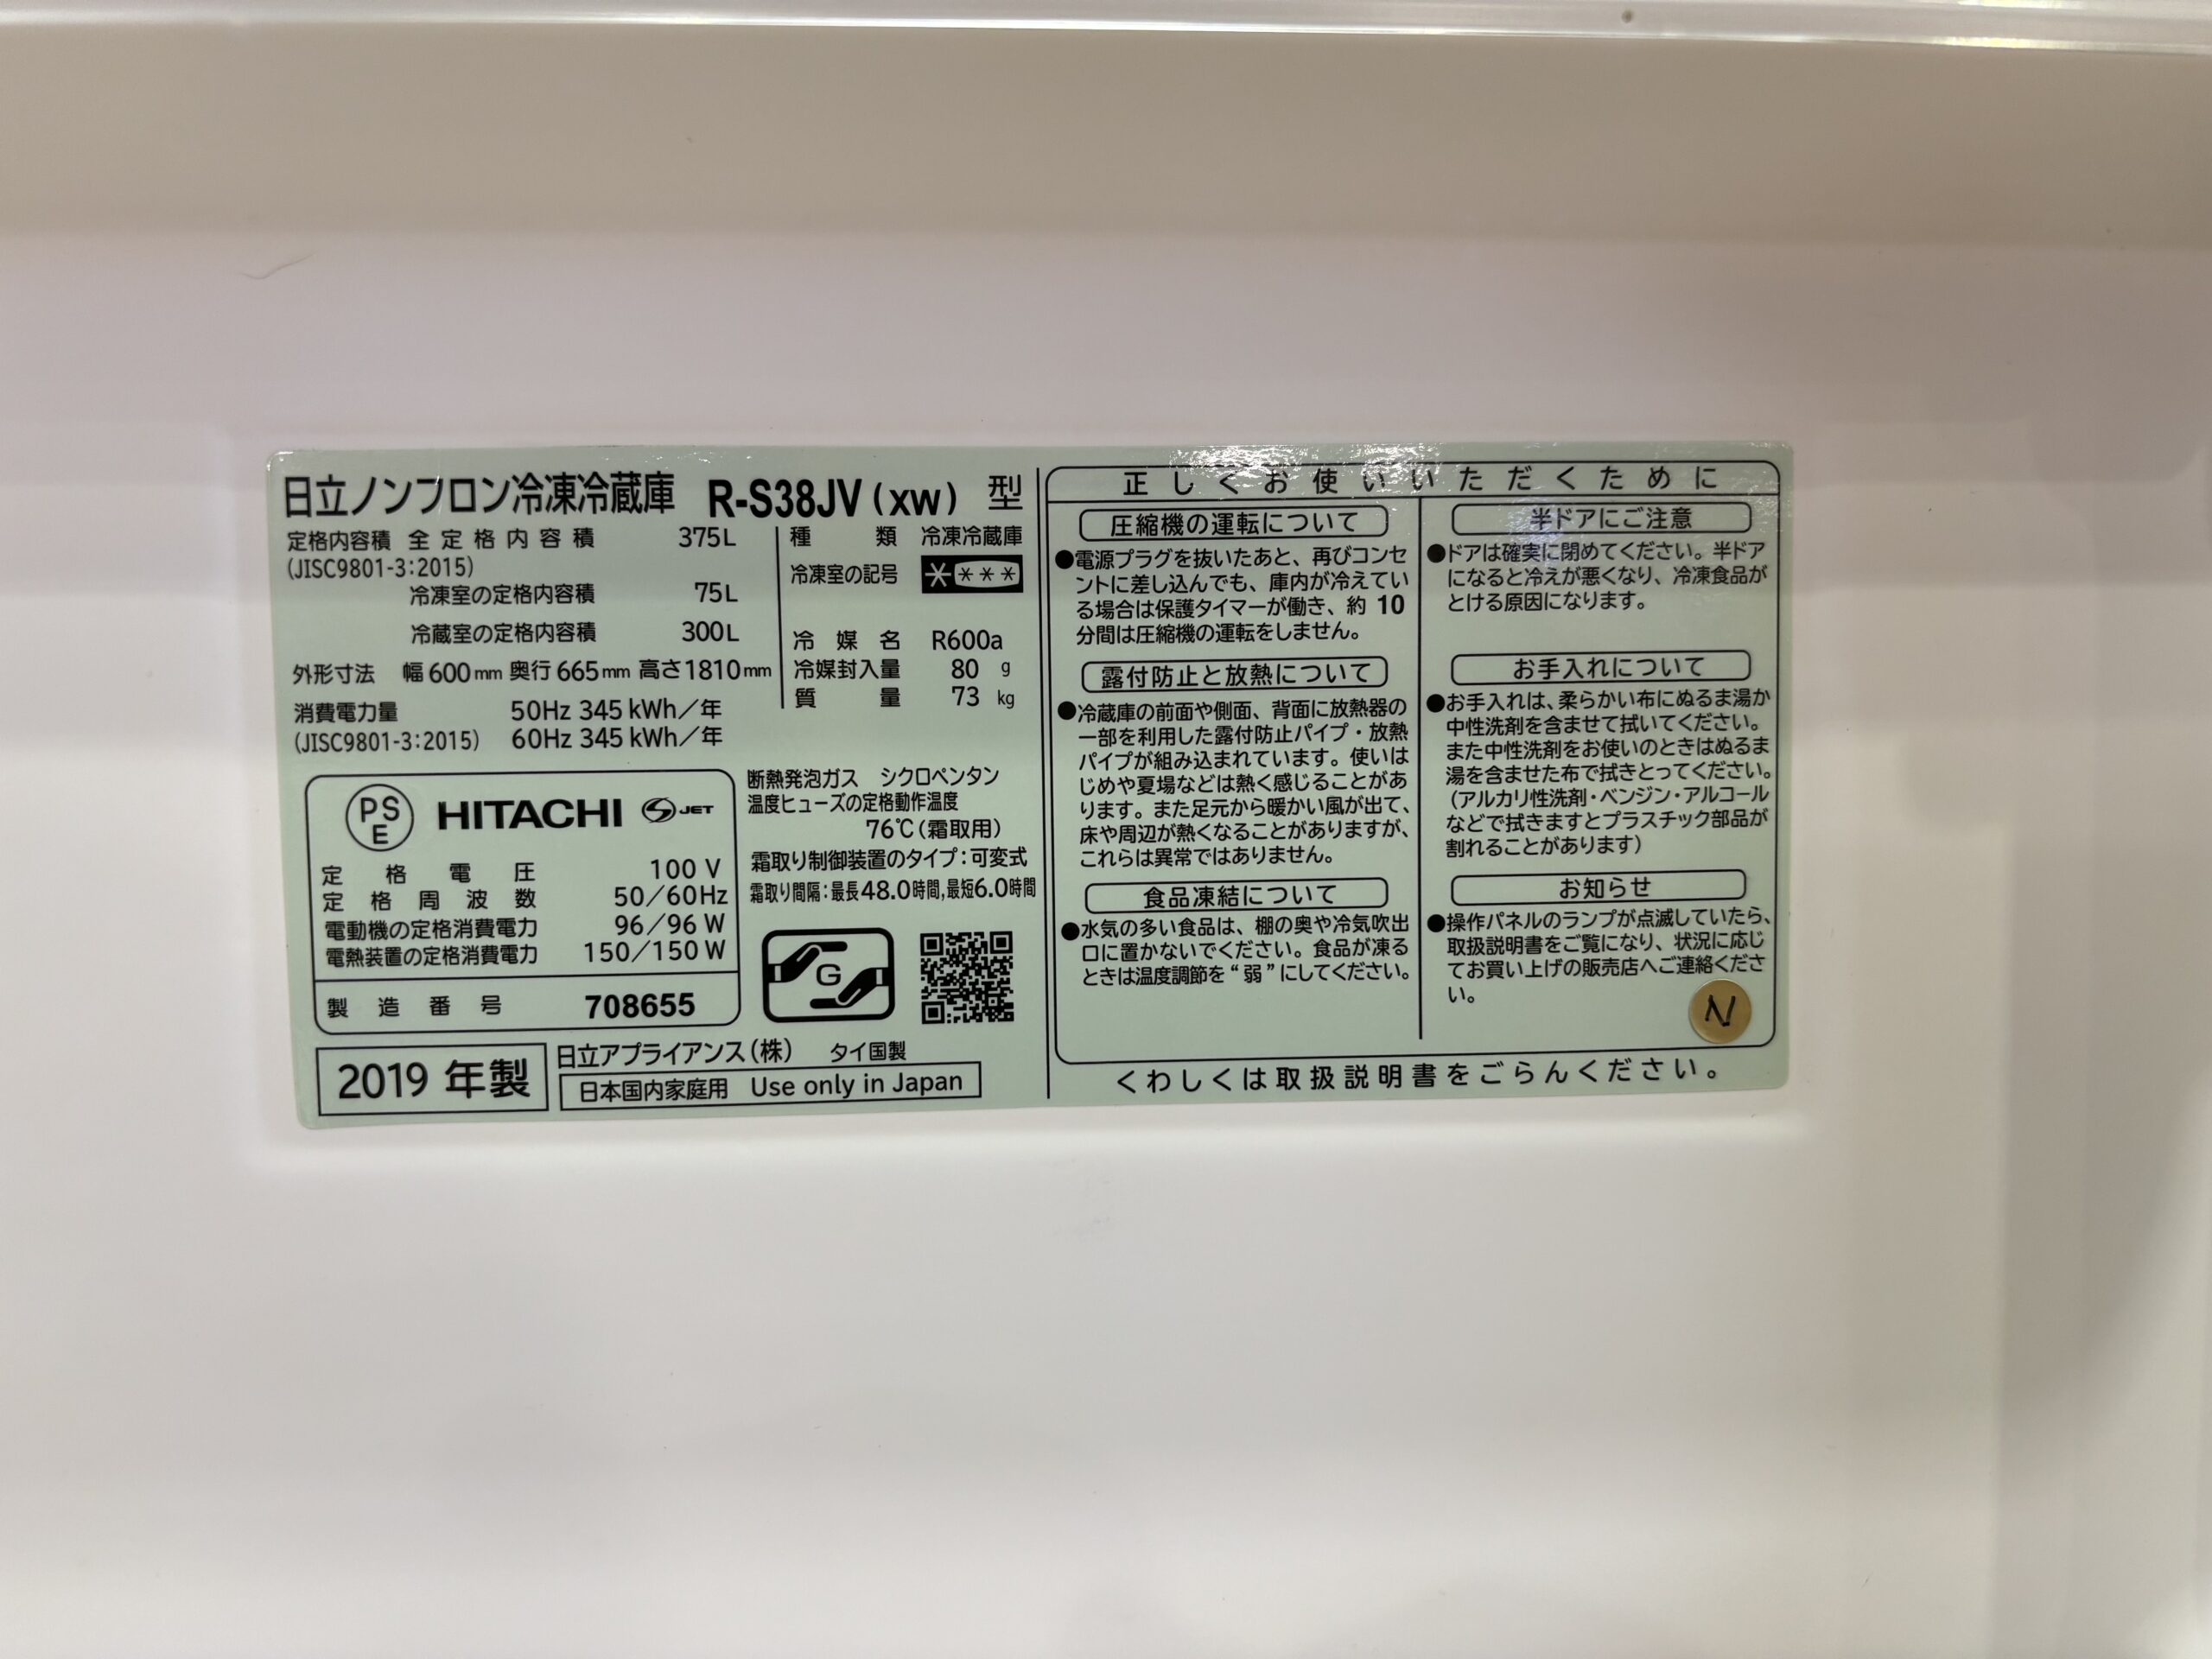 日立ノンフロン冷凍冷蔵庫 R-S38JV(XW) 型
定格内容積 全定格内容積 375L
(JISC9801-3:2015)
冷凍室の定格内容積 75L
冷蔵室の定格内容積 300L
外形寸法 幅600mm 奥行665mm 高さ1810mm
消費電力量 50Hz 345kWh/年
(JISC9801-3:2015) 60Hz 345kWh/年
種類 冷凍冷蔵庫
冷凍室の記号 ****
冷媒名 R600a
冷媒封入量 80 g
質量 73 kg
PSE HITACHI S JET
定格電圧 100V
定格周波数 50/60Hz
電動機の定格消費電力 96/96W
電熱装置の定格消費電力 150/150W
製造番号 708655
断熱発泡ガス シクロペンタン
温度ヒューズの定格動作温度
76℃(霜取用)
霜取り制御装置のタイプ:可変式
霜取り間隔:最長48.0時間,最短6.0時間
G
2019年製
日立アプライアンス(株) タイ国製
日本国内家庭用 Use only in Japan
正しくお使いいただくために
圧縮機の運転について
●電源プラグを抜いたあと、再びコンセ
ントに差し込んでも、庫内が冷えてい
る場合は保護タイマーが働き、約10
分間は圧縮機の運転をしません。
露付防止と放熱について
●冷蔵庫の前面や側面、背面に放熱器の
一部を利用した露付防止パイプ・放熱
パイプが組み込まれています。使いは
じめや夏場などは熱く感じることがあ
ります。また足元から暖かい風が出て、
床や周辺が熱くなることがありますが、
これらは異常ではありません。
食品凍結について
●水気の多い食品は、棚の奥や冷気吹出
口に置かないでください。食品が凍る
ときは温度調節を“弱”にしてください。
半ドアにご注意
●ドアは確実に閉めてください。半ドア
になると冷えが悪くなり、冷凍食品が
とける原因になります。
お手入れについて
●お手入れは、柔らかい布にぬるま湯か
中性洗剤を含ませて拭いてください。
また中性洗剤をお使いのときはぬるま
湯を含ませた布で拭きとってください。
(アルカリ性洗剤・ベンジン・アルコール
などで拭きますとプラスチック部品が
割れることがあります)
お知らせ
●操作パネルのランプが点滅していたら、
取扱説明書をご覧になり、状況に応じ
てお買い上げの販売店へご連絡くださ
い。
N
くわしくは取扱説明書をごらんください。